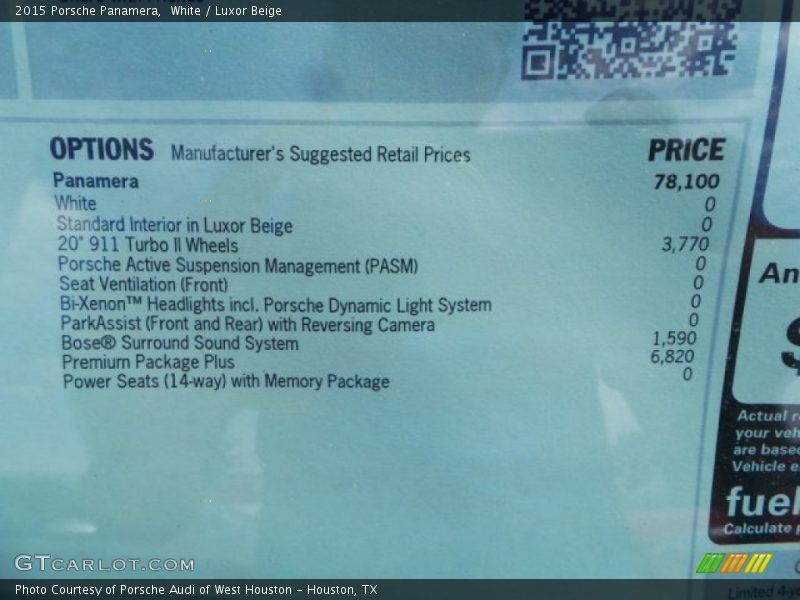 2015 Porsche Panamera,  White / Luxor Beige
OPTIONS Manufacturer's Suggested Retail Prices PRICE
Panamera 78,100
White 0
Standard Interior in Luxor Beige 0
20" 911 Turbo II Wheels 3,770
Porsche Active Suspension Management (PASM) 0
Seat Ventilation (Front) 0
Bi-Xenon™ Headlights incl. Porsche Dynamic Light System 0
ParkAssist (Front and Rear) with Reversing Camera 0
Bose® Surround Sound System 1,590
Premium Package Plus 6,820
Power Seats (14-way) with Memory Package 0
An
$
Actual r
your veh
are base
Vehicle e
fuel
Calculate
GTCARLOT.COM
Photo Courtesy of Porsche Audi of West Houston - Houston, TX
Limited 4-y